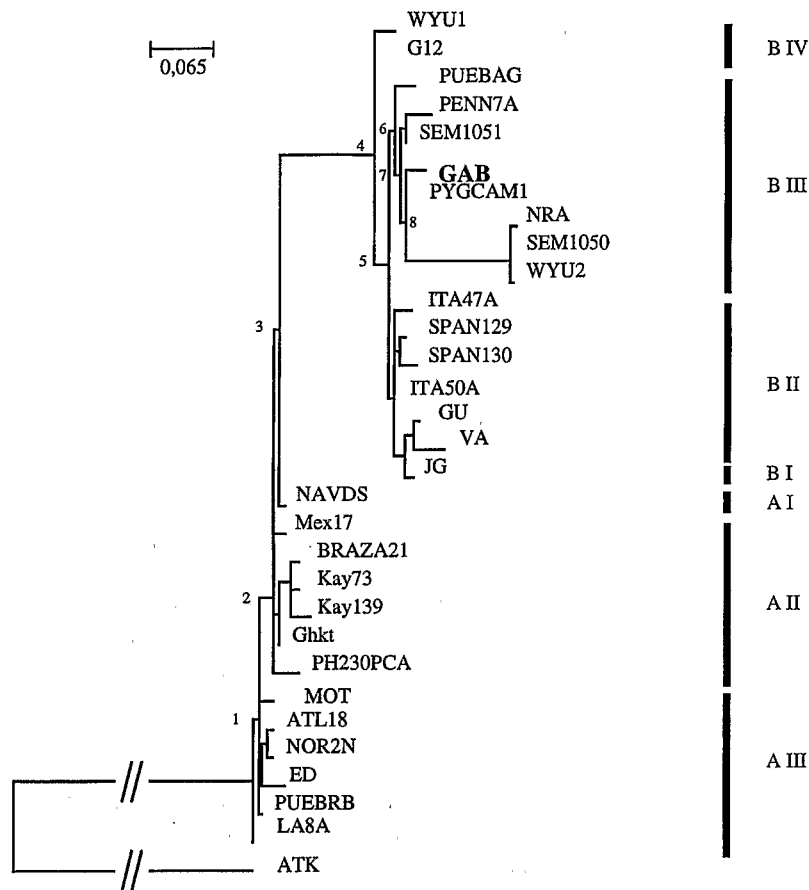 WYU1
G12
B IV
0,065
PUEBAG
PENN7A
6
SEM1051
4
7
GAB
PYGCAM1
B III
NRA
8
SEM1050
5
WYU2
ITA47A
3
SPAN129
SPAN130
B II
ITA50A
GU
VA
JG
B I
NAVDS
A I
Mex17
BRAZA21
Kay73
2
Kay139
A II
Ghkt
PH230PCA
MOT
1
ATL18
NOR2N
A III
ED
PUEBRB
LA8A
ATK